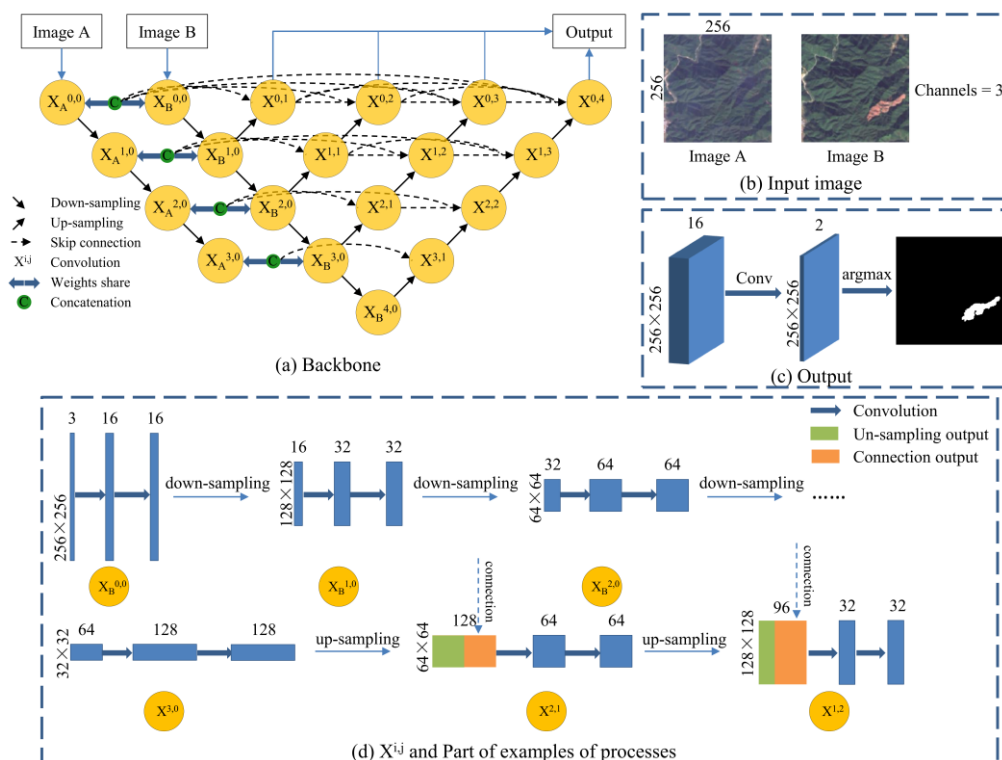 Image A
Image B
Output
X_A^0,0
C
X_B^0,0
X^0,1
X^0,2
X^0,3
X^0,4
X_A^1,0
C
X_B^1,0
X^1,1
X^1,2
X^1,3
X_A^2,0
C
X_B^2,0
X^2,1
X^2,2
X_A^3,0
C
X_B^3,0
X^3,1
X_B^4,0
Down-sampling
Up-sampling
Skip connection
X^i,j Convolution
Weights share
C Concatenation
(a) Backbone
256
256
Channels = 3
Image A
Image B
(b) Input image
16
2
Conv
argmax
256×256
256×256
(c) Output
Convolution
Un-sampling output
Connection output
3 16 16
256×256
down-sampling
X_B^0,0
16 32 32
128×128
down-sampling
X_B^1,0
32 64 64
64×64
down-sampling
......
X_B^2,0
64 128 128
32×32
up-sampling
X^3,0
connection
128 64 64
64×64
up-sampling
X^2,1
connection
96 32 32
128×128
X^1,2
(d) X^i,j and Part of examples of processes